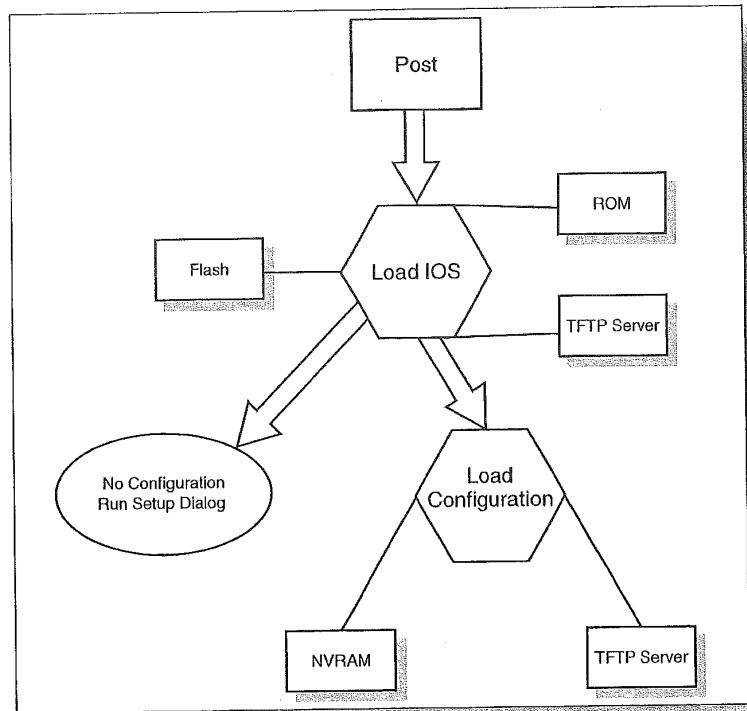 Post
ROM
Flash
Load IOS
TFTP Server
No Configuration
Run Setup Dialog
Load
Configuration
NVRAM
TFTP Server